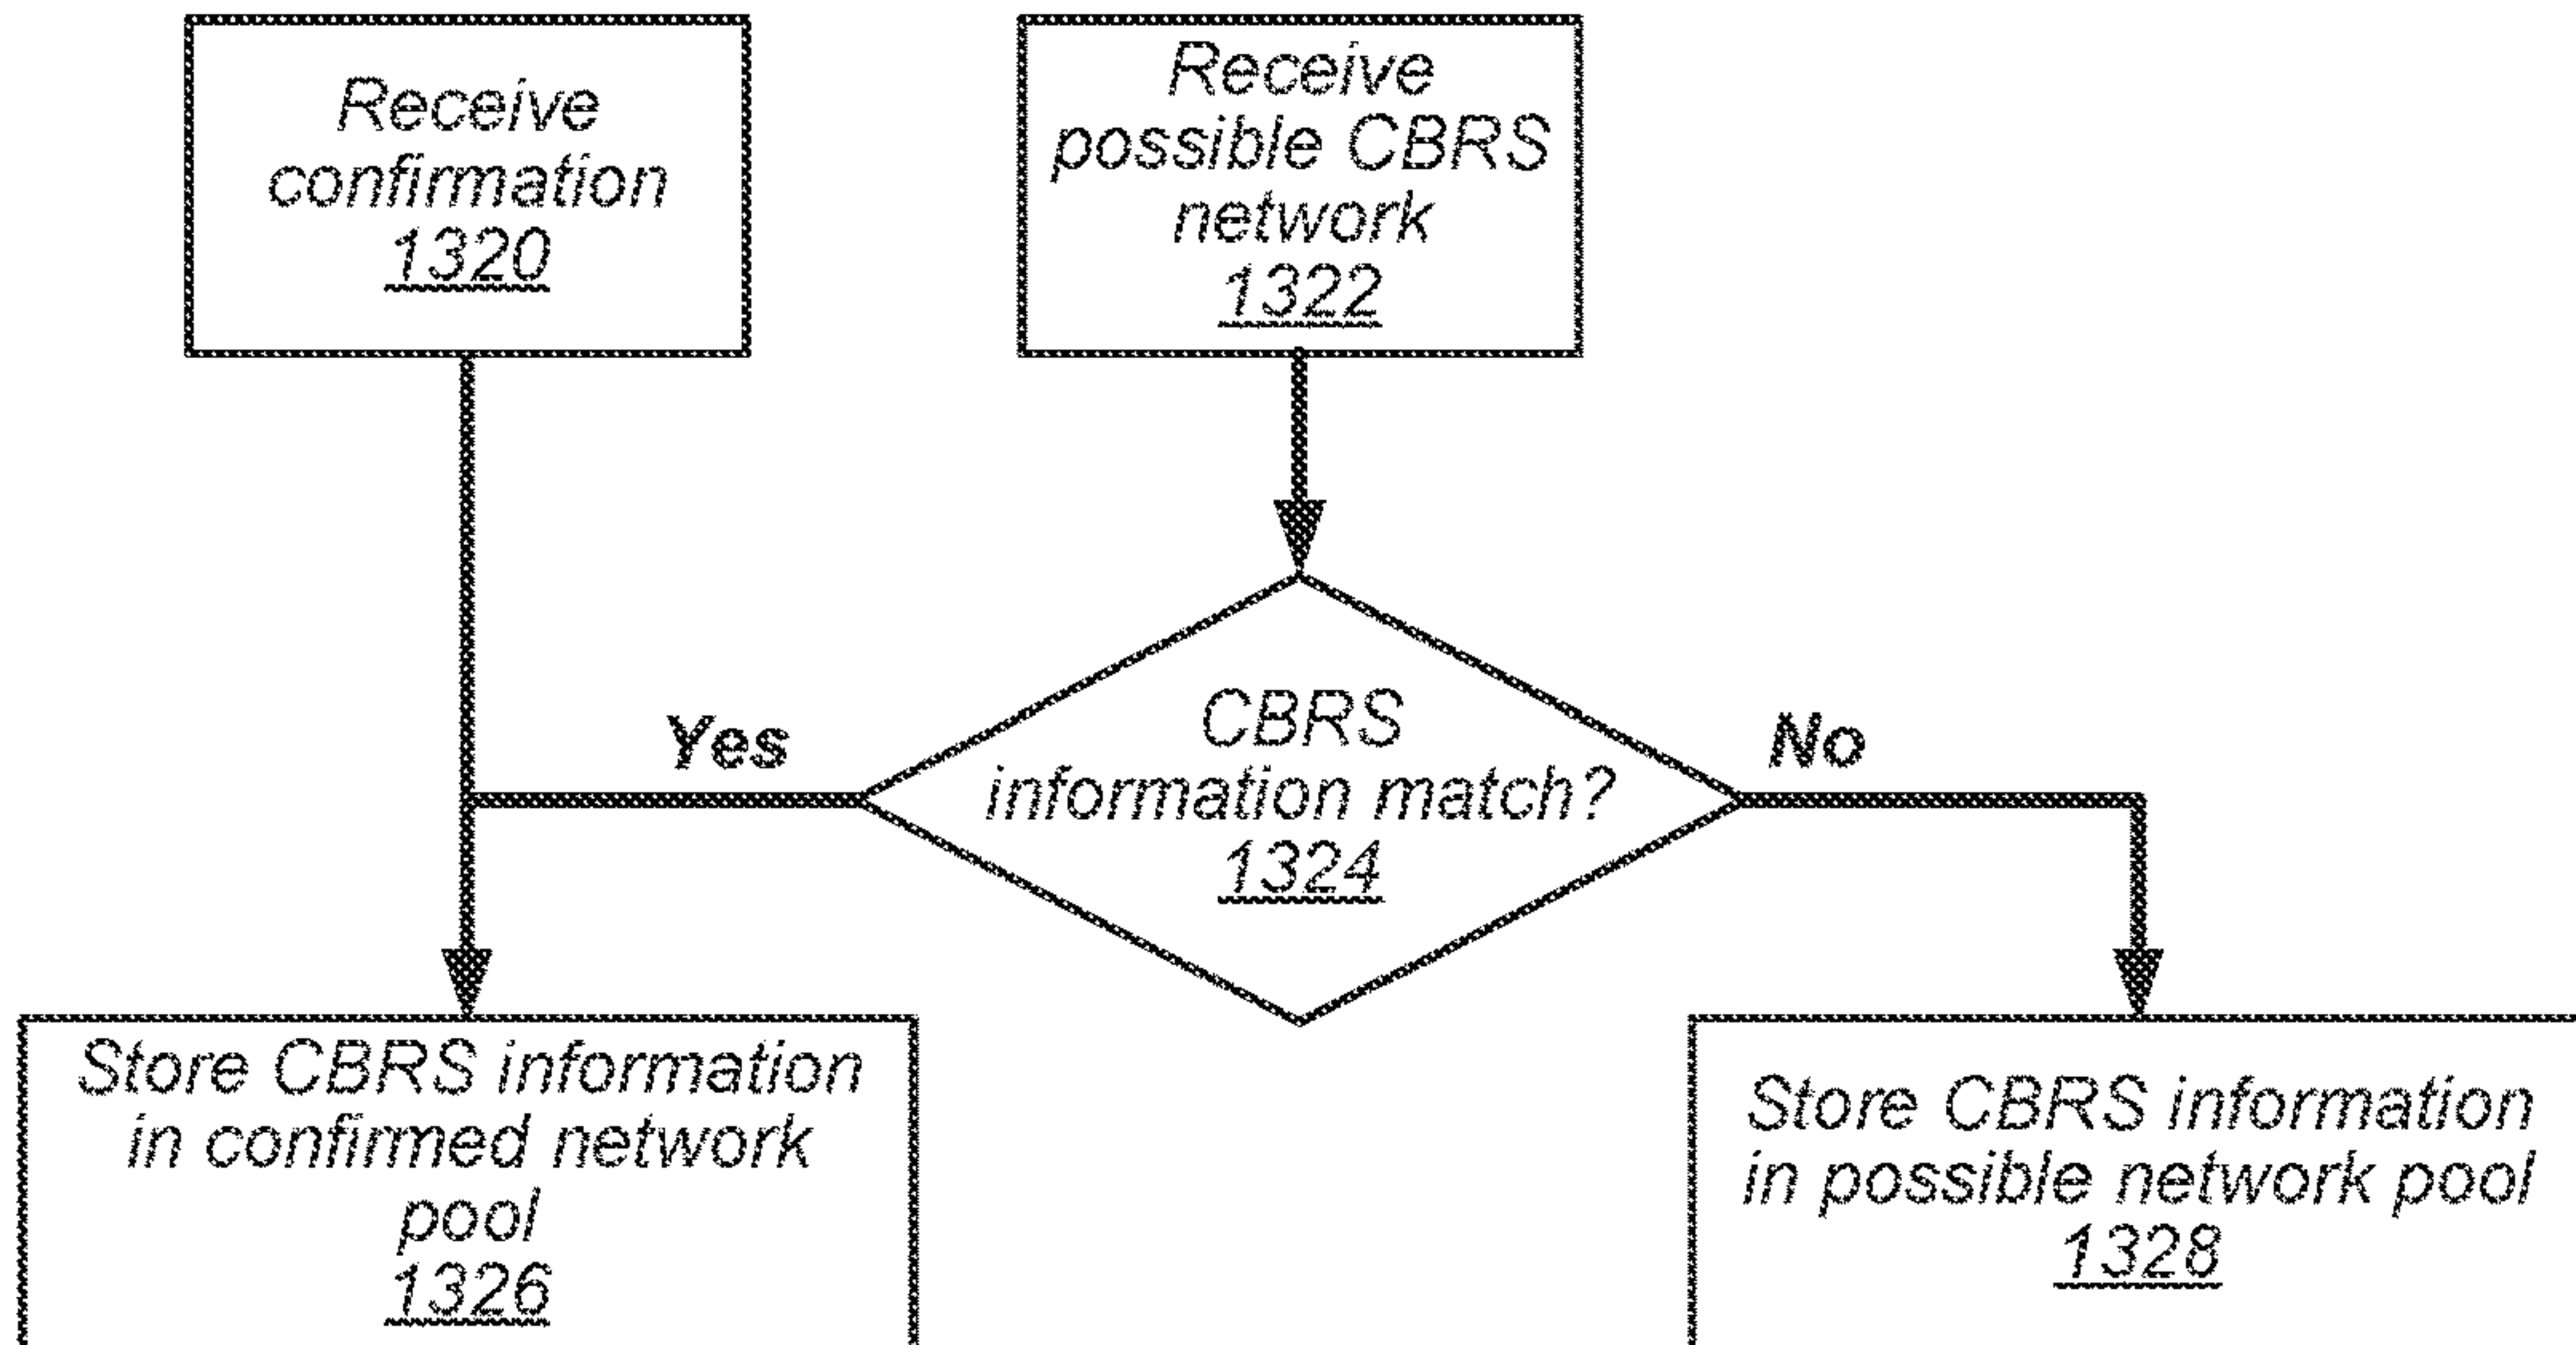 Receive
confirmation
1320
Receive
possible CBRS
network
1322
CBRS
information match?
1324
Yes
No
Store CBRS information
in confirmed network
pool
1326
Store CBRS information
in possible network pool
1328